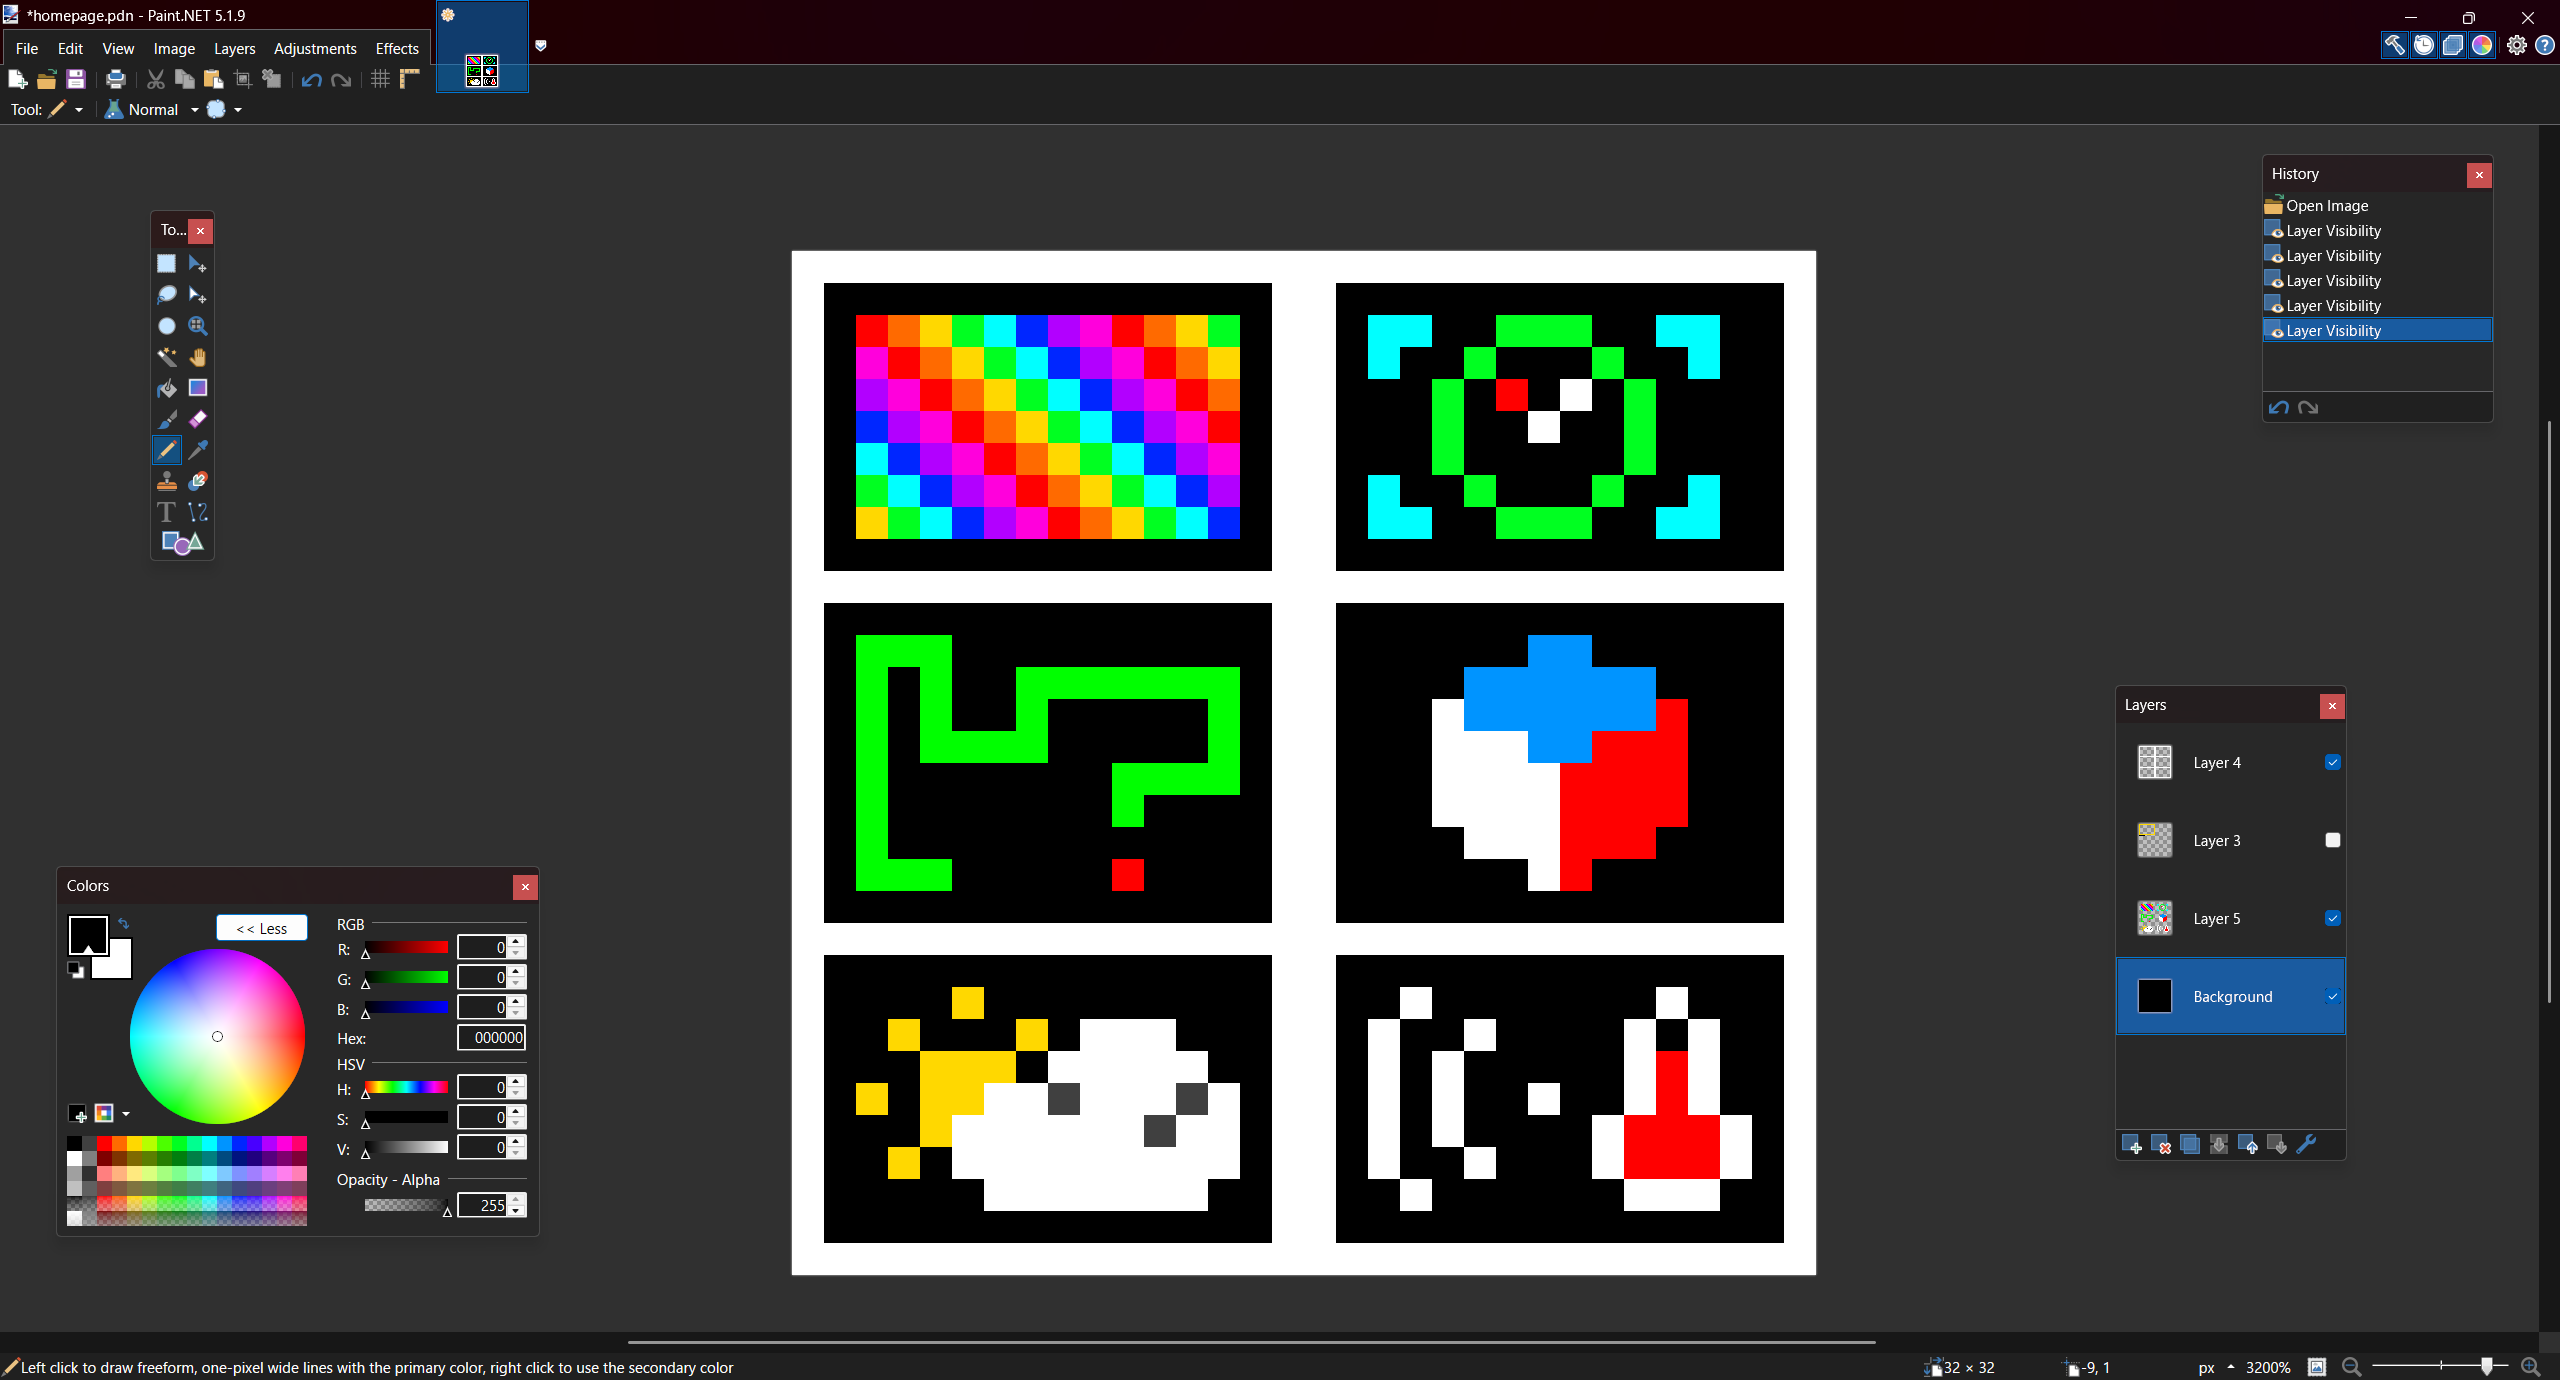 *homepage.pdn - Paint.NET 5.1.9
File Edit View Image Layers Adjustments Effects
Tool: Normal
To...
History
Open Image
Layer Visibility
Layer Visibility
Layer Visibility
Layer Visibility
Layer Visibility
Layers
Layer 4
Layer 3
Layer 5
Background
Colors
<< Less
RGB
R: 0
G: 0
B: 0
Hex: 000000
HSV
H: 0
S: 0
V: 0
Opacity - Alpha
255
Left click to draw freeform, one-pixel wide lines with the primary color, right click to use the secondary color
32 × 32
-9, 1
px
3200%